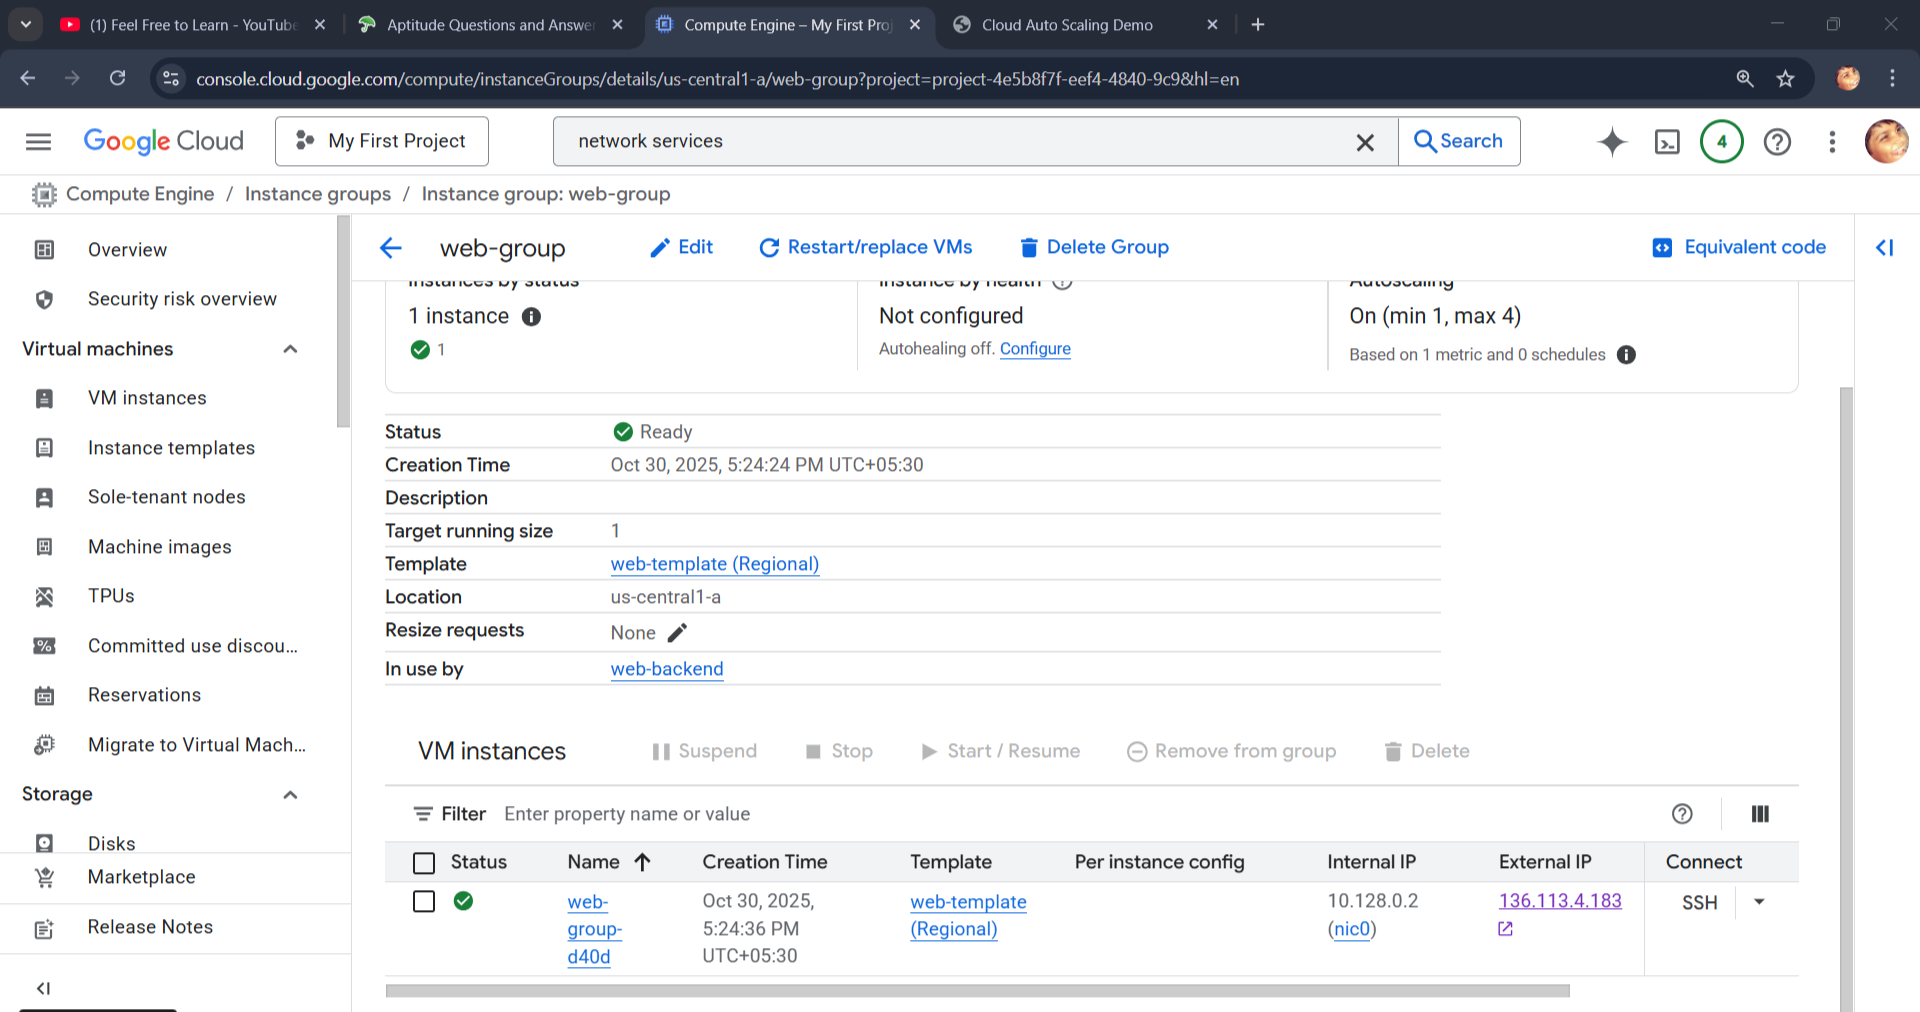 (1) Feel Free to Learn - YouTube
Aptitude Questions and Answer
Compute Engine – My First Proj
Cloud Auto Scaling Demo
console.cloud.google.com/compute/instanceGroups/details/us-central1-a/web-group?project=project-4e5b8f7f-eef4-4840-9c9&hl=en
Google Cloud
My First Project
network services
Search
4
Compute Engine / Instance groups / Instance group: web-group
Overview
Security risk overview
Virtual machines
VM instances
Instance templates
Sole-tenant nodes
Machine images
TPUs
Committed use discou...
Reservations
Migrate to Virtual Mach...
Storage
Disks
Marketplace
Release Notes
web-group
Edit
Restart/replace VMs
Delete Group
Equivalent code
Instances by status
1 instance
1
Instance by health
Not configured
Autohealing off. Configure
Autoscaling
On (min 1, max 4)
Based on 1 metric and 0 schedules
Status Ready
Creation Time Oct 30, 2025, 5:24:24 PM UTC+05:30
Description
Target running size 1
Template web-template (Regional)
Location us-central1-a
Resize requests None
In use by web-backend
VM instances
Suspend
Stop
Start / Resume
Remove from group
Delete
Filter Enter property name or value
Status Name Creation Time Template Per instance config Internal IP External IP Connect
web-
group-
d40d
Oct 30, 2025,
5:24:36 PM
UTC+05:30
web-template
(Regional)
10.128.0.2
(nic0)
136.113.4.183
SSH